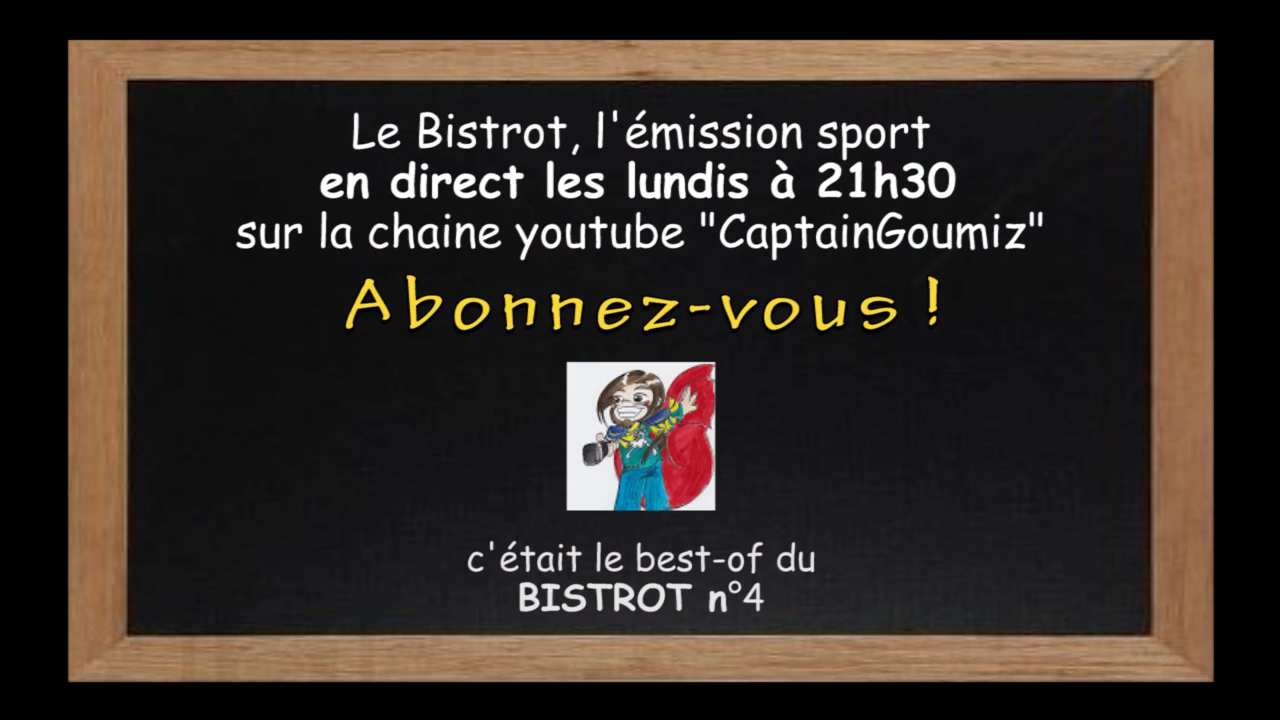 Le Bistrot, l'émission sport
en direct les lundis à 21h30
sur la chaine youtube "CaptainGoumiz"
Abonnez-vous !
c'était le best-of du
BISTROT n°4